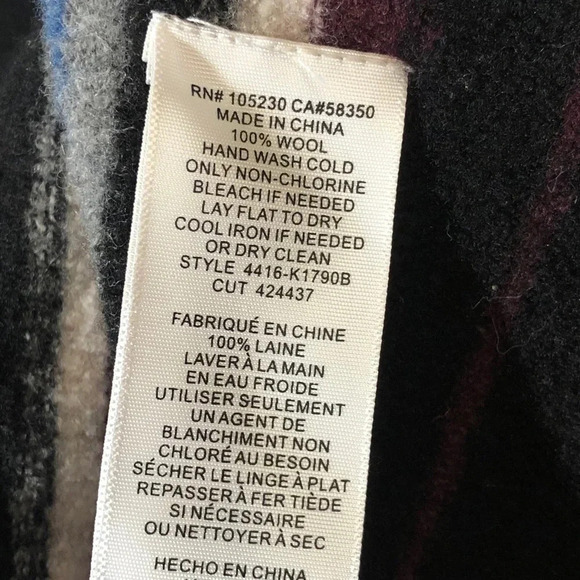 RN# 105230 CA#58350
MADE IN CHINA
100% WOOL
HAND WASH COLD
ONLY NON-CHLORINE
BLEACH IF NEEDED
LAY FLAT TO DRY
COOL IRON IF NEEDED
OR DRY CLEAN
STYLE 4416-K1790B
CUT 424437
FABRIQUÉ EN CHINE
100% LAINE
LAVER À LA MAIN
EN EAU FROIDE
UTILISER SEULEMENT
UN AGENT DE
BLANCHIMENT NON
CHLORÉ AU BESOIN
SÉCHER LE LINGE À PLAT
REPASSER À FER TIÈDE
SI NÉCESSAIRE
OU NETTOYER À SEC
HECHO EN CHINA